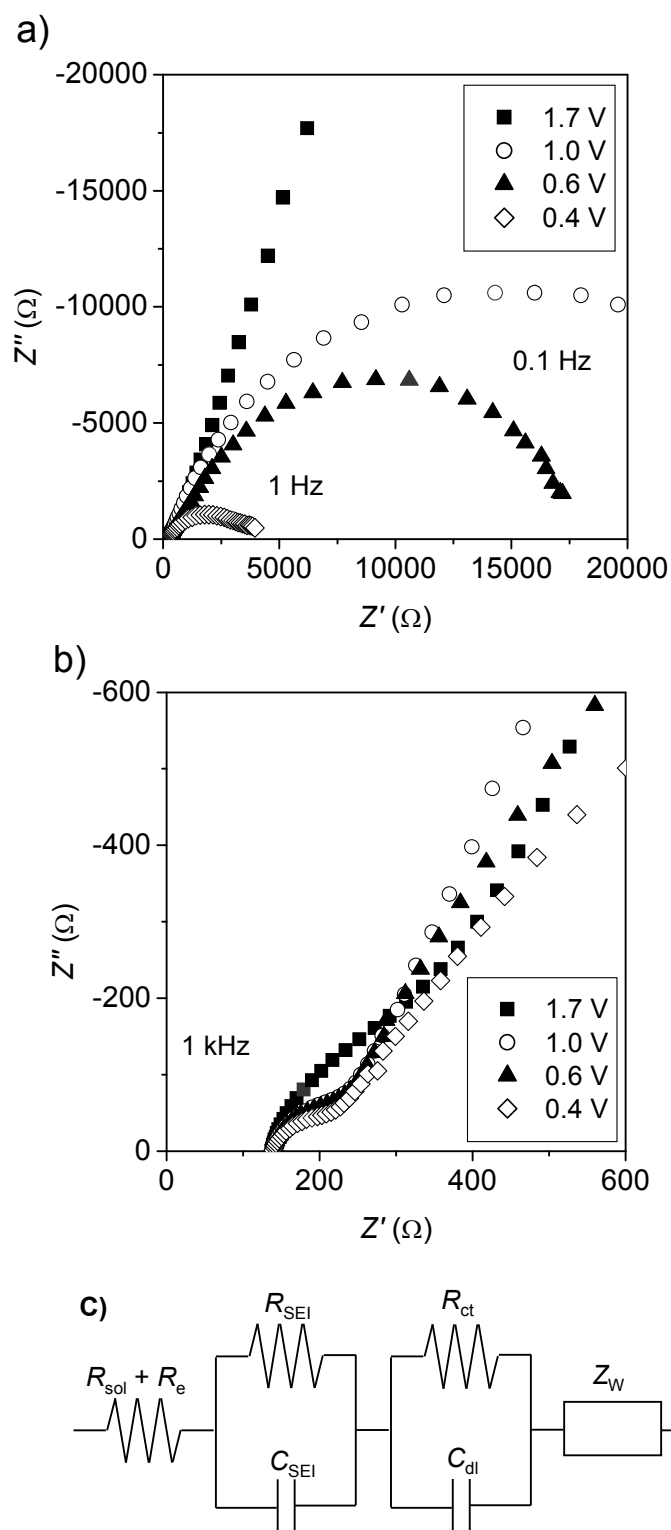 a)
-20000
-15000
-10000
-5000
0
Z″ (Ω)
1.7 V
1.0 V
0.6 V
0.4 V
0.1 Hz
1 Hz
0 5000 10000 15000 20000
Z′ (Ω)
b)
-600
-400
-200
0
Z″ (Ω)
1 kHz
1.7 V
1.0 V
0.6 V
0.4 V
0 200 400 600
Z′ (Ω)
c)
R_SEI R_ct
R_sol + R_e Z_W
C_SEI C_dl